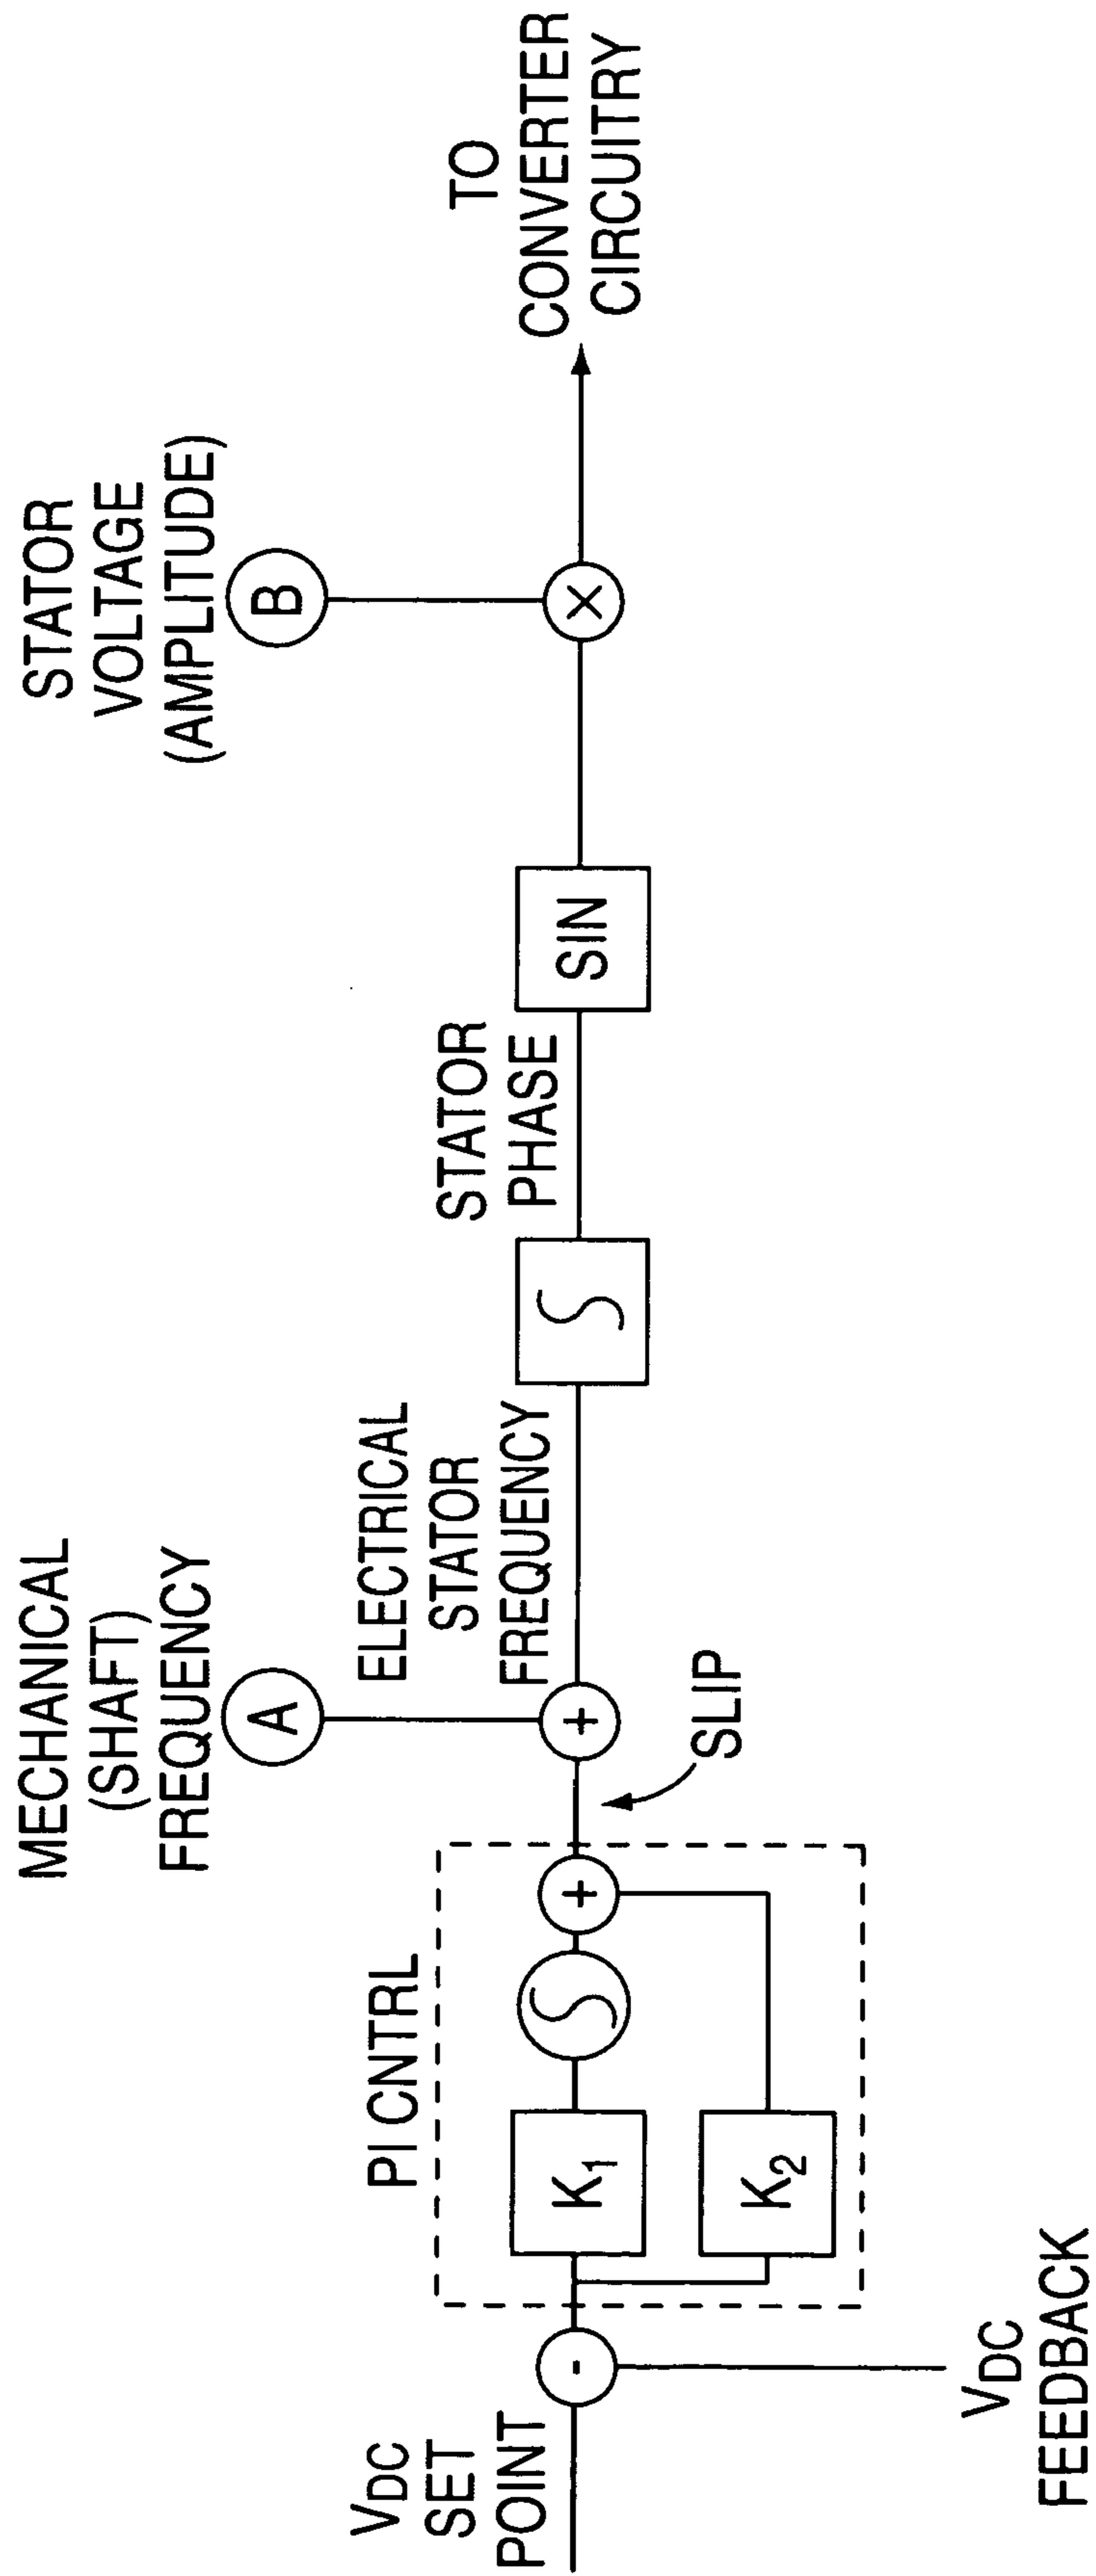 V_DC
SET
POINT
-
V_DC
FEEDBACK
PI CNTRL
K₁
K₂
∫
+
SLIP
MECHANICAL
(SHAFT)
FREQUENCY
A
+
ELECTRICAL
STATOR
FREQUENCY
∫
STATOR
PHASE
SIN
STATOR
VOLTAGE
(AMPLITUDE)
B
×
TO
CONVERTER
CIRCUITRY